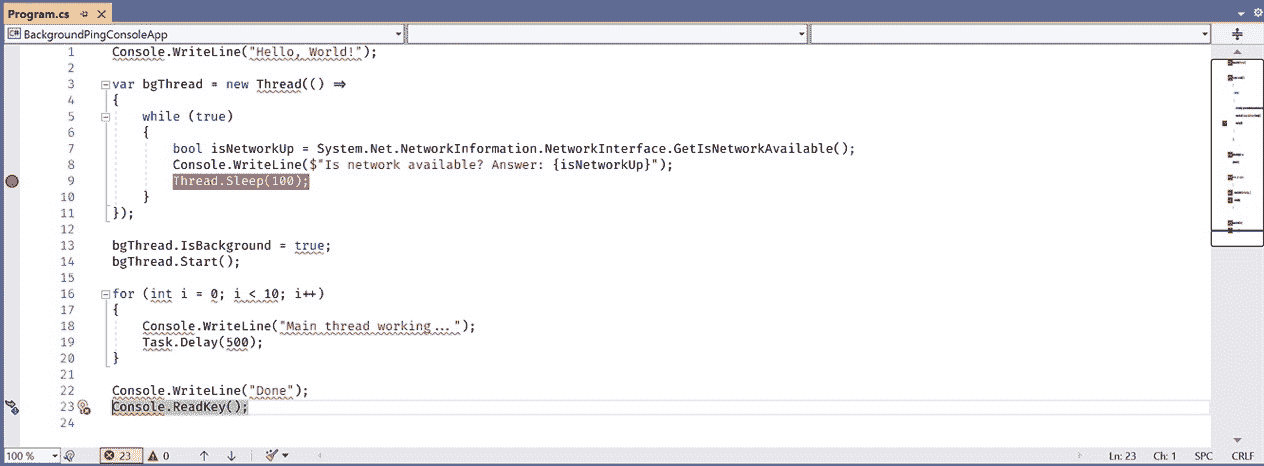 Program.cs
C# BackgroundPingConsoleApp
1 Console.WriteLine("Hello, World!");
2
3 var bgThread = new Thread(() =>
4 {
5 while (true)
6 {
7 bool isNetworkUp = System.Net.NetworkInformation.NetworkInterface.GetIsNetworkAvailable();
8 Console.WriteLine($"Is network available? Answer: {isNetworkUp}");
9 Thread.Sleep(100);
10 }
11 });
12
13 bgThread.IsBackground = true;
14 bgThread.Start();
15
16 for (int i = 0; i < 10; i++)
17 {
18 Console.WriteLine("Main thread working...");
19 Task.Delay(500);
20 }
21
22 Console.WriteLine("Done");
23 Console.ReadKey();
24
100 % 23 0 Ln: 23 Ch: 1 SPC CRLF